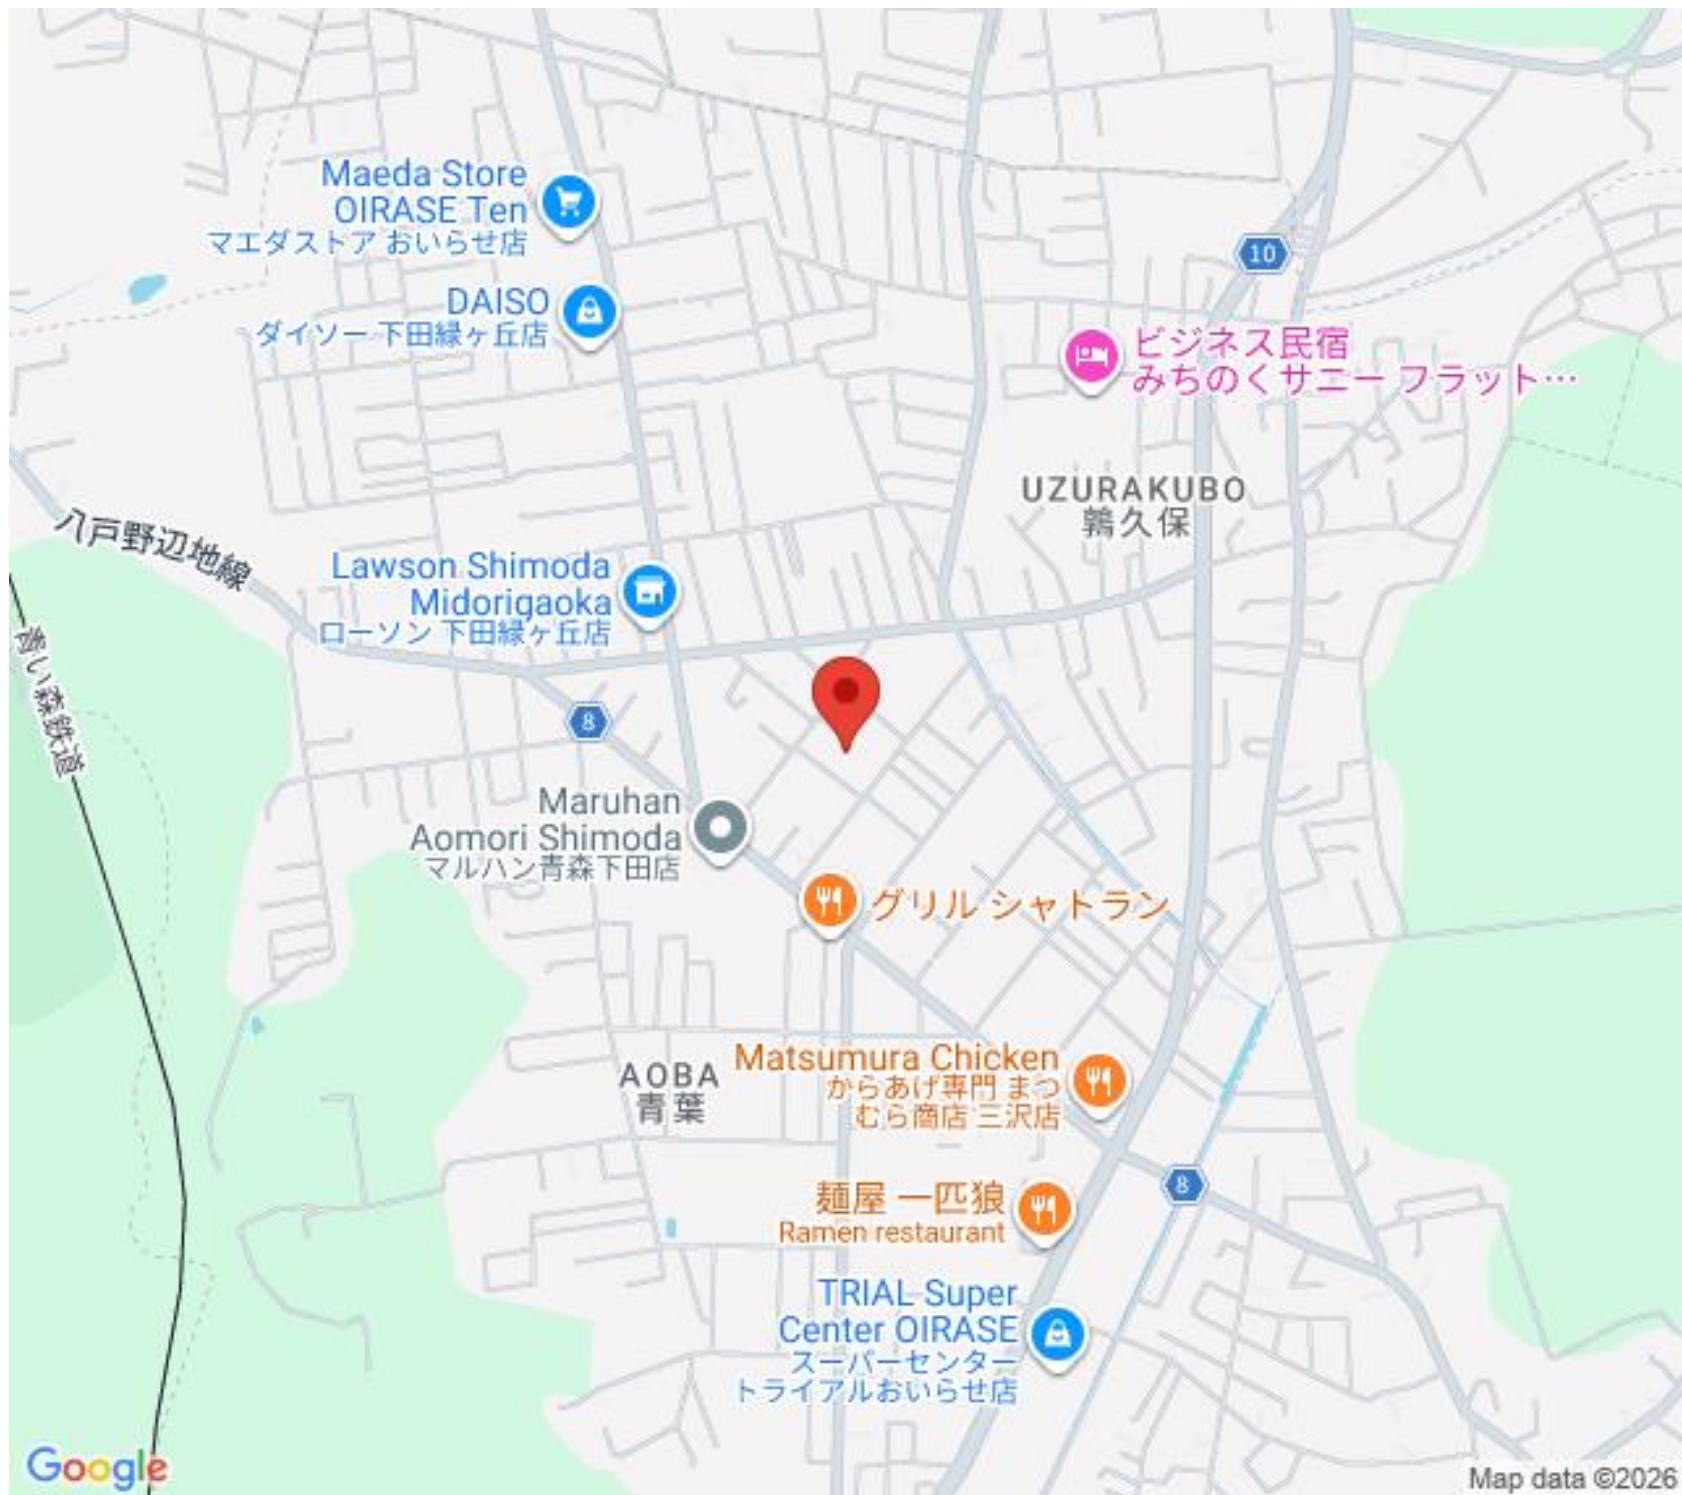 Maeda Store
OIRASE Ten
マエダストア おいらせ店
DAISO
ダイソー 下田緑ヶ丘店
10
ビジネス民宿
みちのくサニー フラット…
UZURAKUBO
鶉久保
八戸野辺地線
Lawson Shimoda
Midorigaoka
ローソン 下田緑ヶ丘店
青い森鉄道
8
Maruhan
Aomori Shimoda
マルハン青森下田店
グリル シャトラン
AOBA
青葉
Matsumura Chicken
からあげ専門 まつ
むら商店 三沢店
8
麺屋 一匹狼
Ramen restaurant
TRIAL Super
Center OIRASE
スーパーセンター
トライアルおいらせ店
Google
Map data ©2026